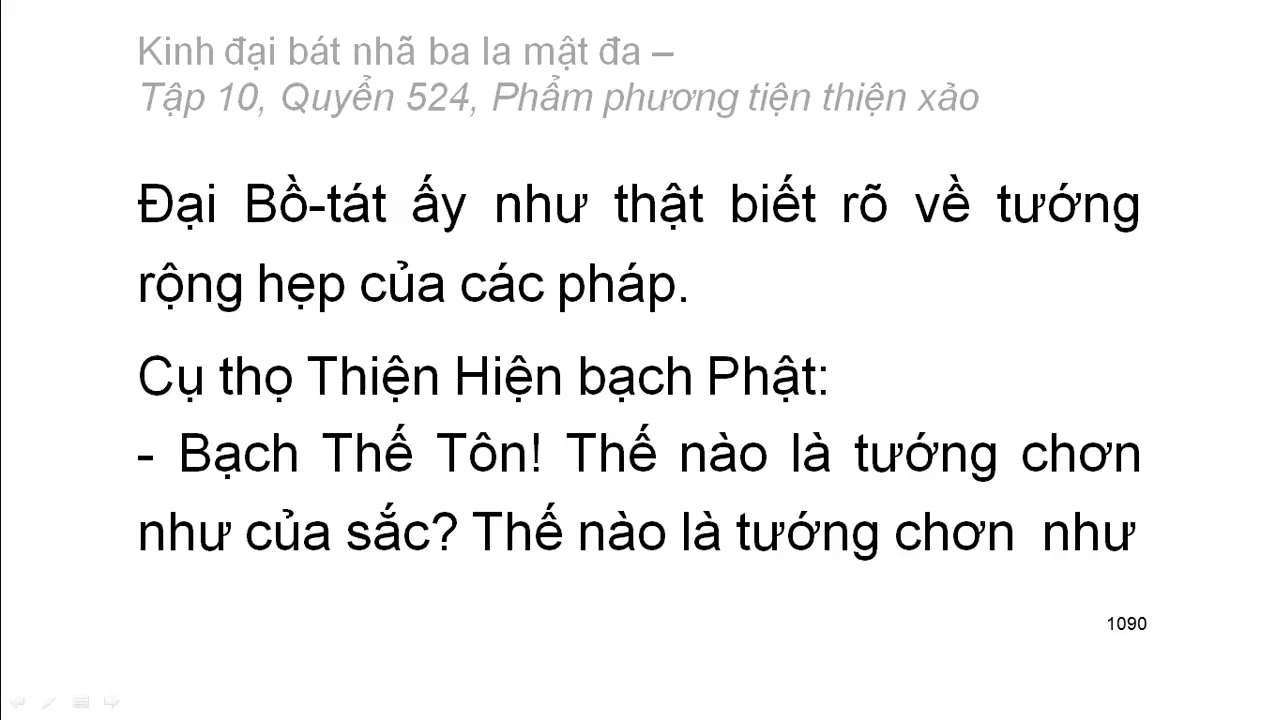 Kinh đại bát nhã ba la mật đa –
Tập 10, Quyển 524, Phẩm phương tiện thiện xảo
Đại Bồ-tát ấy như thật biết rõ về tướng
rộng hẹp của các pháp.
Cụ thọ Thiện Hiện bạch Phật:
- Bạch Thế Tôn! Thế nào là tướng chơn
như của sắc? Thế nào là tướng chơn như
1090